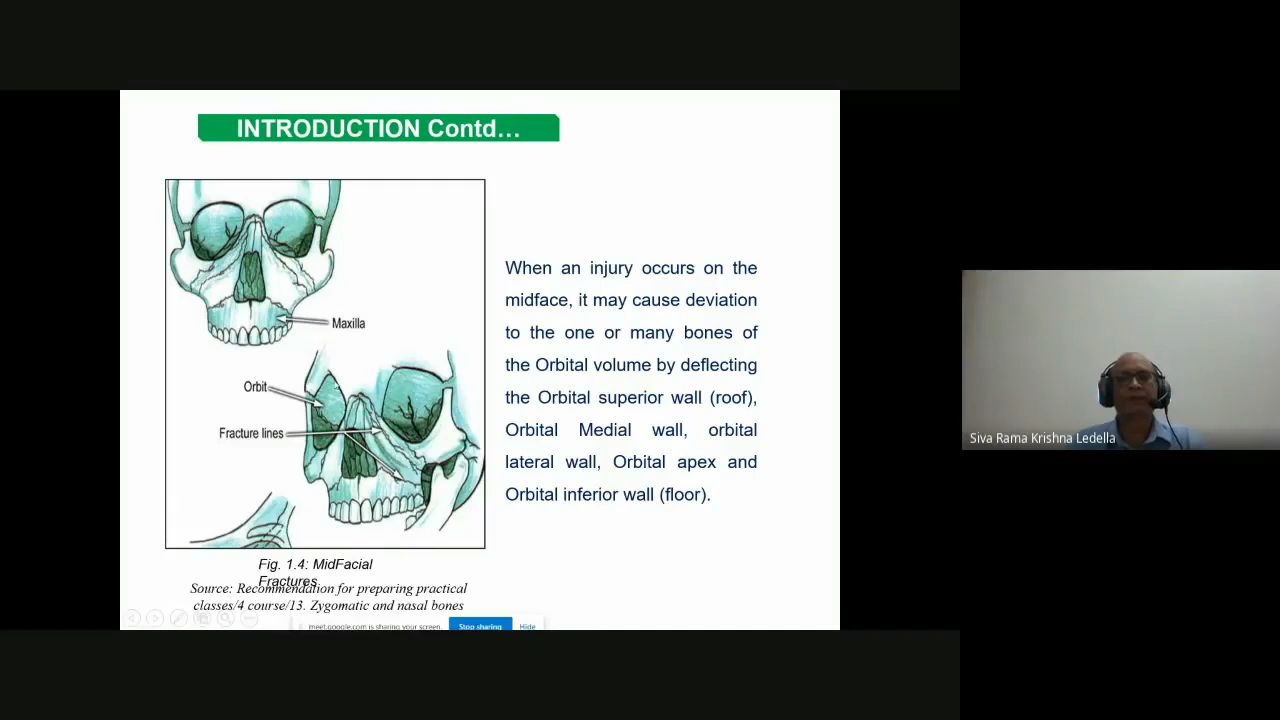 INTRODUCTION Contd...
Maxilla
Orbit
Fracture lines
When an injury occurs on the
midface, it may cause deviation
to the one or many bones of
the Orbital volume by deflecting
the Orbital superior wall (roof),
Orbital Medial wall, orbital
lateral wall, Orbital apex and
Orbital inferior wall (floor).
Fig. 1.4: MidFacial
Fractures
Source: Recommendation for preparing practical
classes/4 course/13. Zygomatic and nasal bones
meet.google.com is sharing your screen.
Stop sharing
Hide
Siva Rama Krishna Ledella